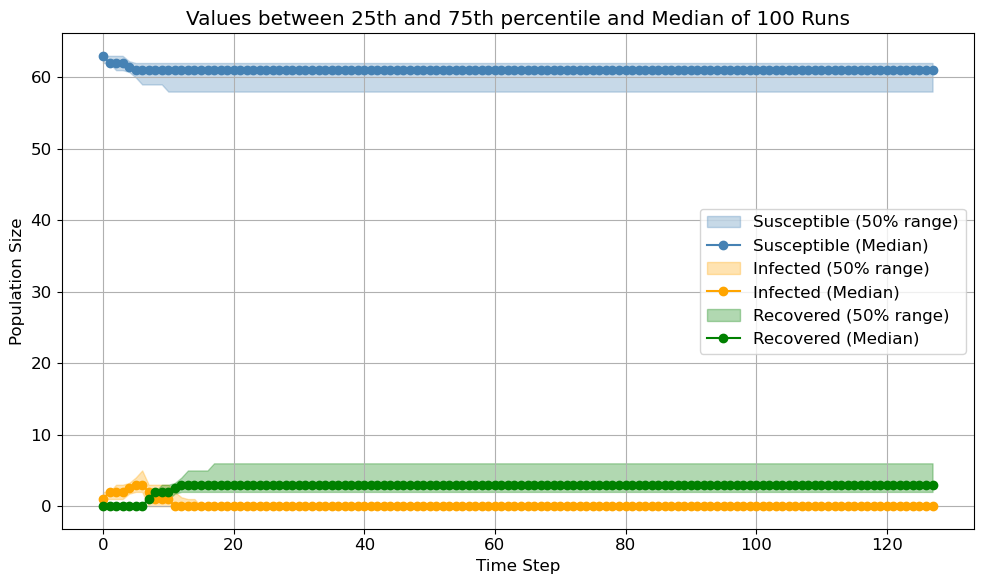 Values between 25th and 75th percentile and Median of 100 Runs
Population Size
60
50
40
30
20
10
0
Susceptible (50% range)
Susceptible (Median)
Infected (50% range)
Infected (Median)
Recovered (50% range)
Recovered (Median)
0 20 40 60 80 100 120
Time Step